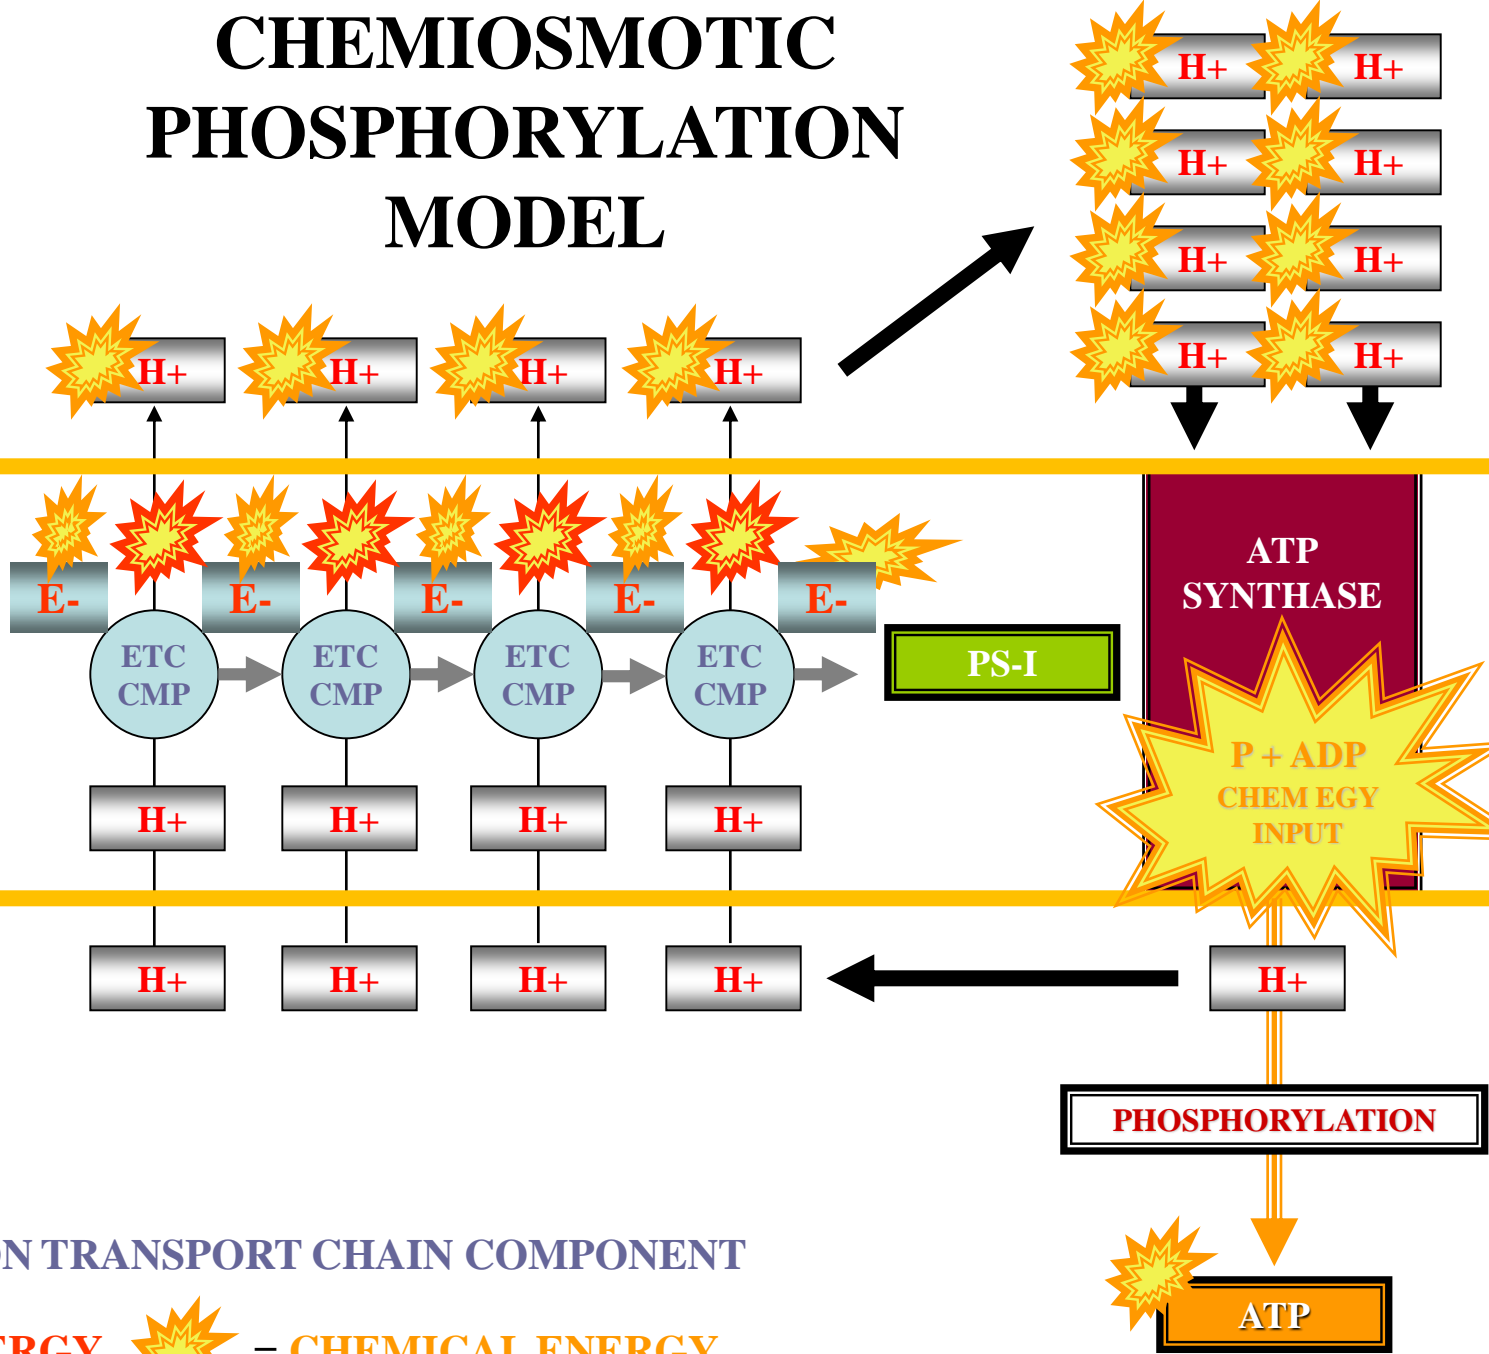 CHEMIOSMOTIC
PHOSPHORYLATION
MODEL
H+ H+
H+ H+
H+ H+
H+ H+
H+ H+ H+ H+
E- E- E- E- E-
ETC
CMP
ETC
CMP
ETC
CMP
ETC
CMP
PS-I
ATP
SYNTHASE
P + ADP
CHEM EGY
INPUT
H+ H+ H+ H+
H+ H+ H+ H+
H+
PHOSPHORYLATION
TRANSPORT CHAIN COMPONENT
= CHEMICAL ENERGY
ATP